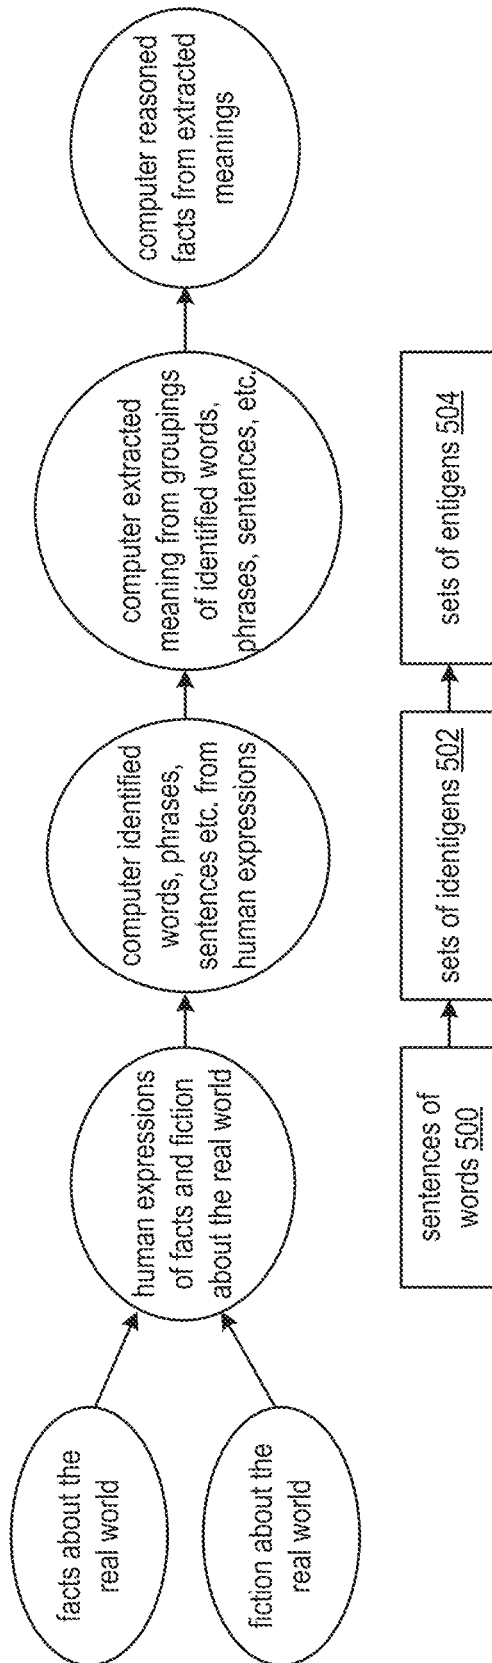 facts about the
real world
fiction about the
real world
human expressions
of facts and fiction
about the real world
computer identified
words, phrases,
sentences etc. from
human expressions
computer extracted
meaning from groupings
of identified words,
phrases, sentences, etc.
computer reasoned
facts from extracted
meanings
sentences of
words 500
sets of identigens 502
sets of entigens 504